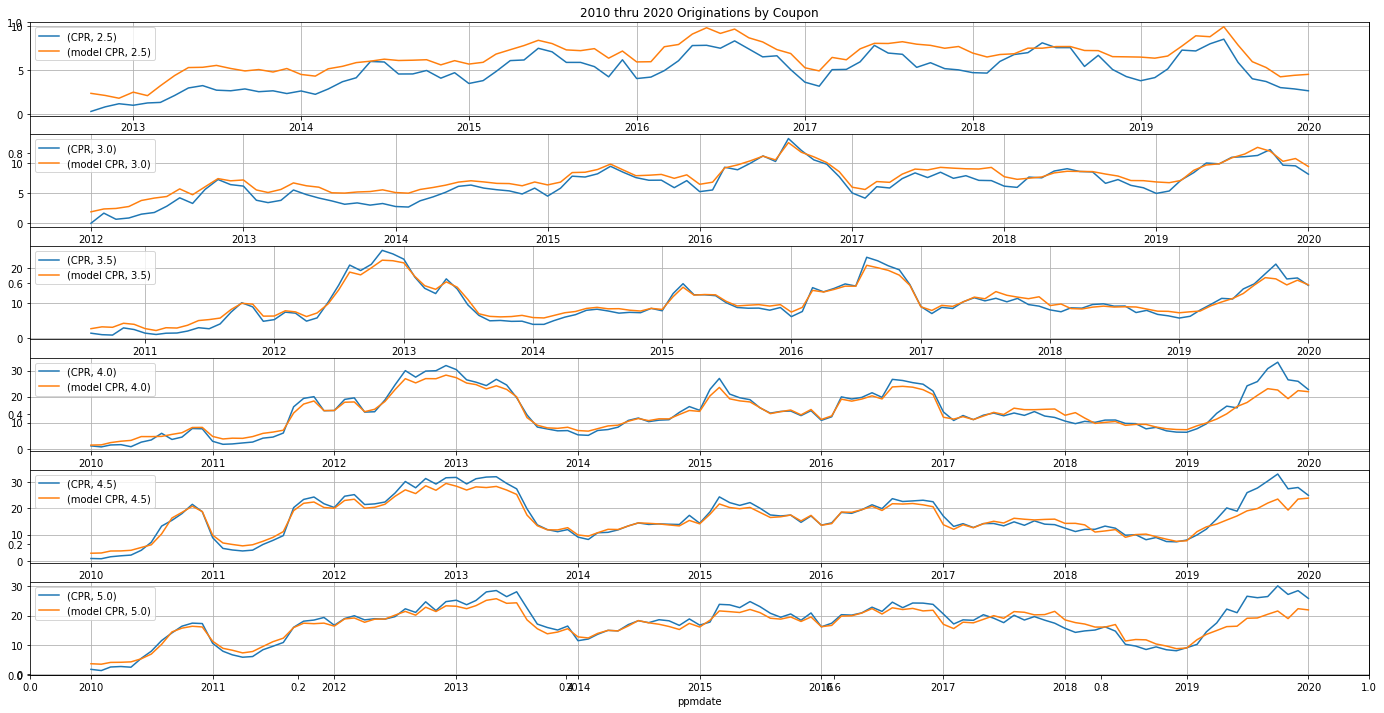 2010 thru 2020 Originations by Coupon
1.0
10
5
0
(CPR, 2.5)
(model CPR, 2.5)
2013 2014 2015 2016 2017 2018 2019 2020
0.8
10
5
0
(CPR, 3.0)
(model CPR, 3.0)
2012 2013 2014 2015 2016 2017 2018 2019 2020
20
0.6
10
0
(CPR, 3.5)
(model CPR, 3.5)
2011 2012 2013 2014 2015 2016 2017 2018 2019 2020
30
20
0.4
10
0
(CPR, 4.0)
(model CPR, 4.0)
2010 2011 2012 2013 2014 2015 2016 2017 2018 2019 2020
30
20
10
0.2
0
(CPR, 4.5)
(model CPR, 4.5)
2010 2011 2012 2013 2014 2015 2016 2017 2018 2019 2020
30
20
10
0
0.0
(CPR, 5.0)
(model CPR, 5.0)
0.0 2010 2011 0.2 2012 2013 0.4 2014 2015 2016 0.6 2017 2018 0.8 2019 2020 1.0
ppmdate